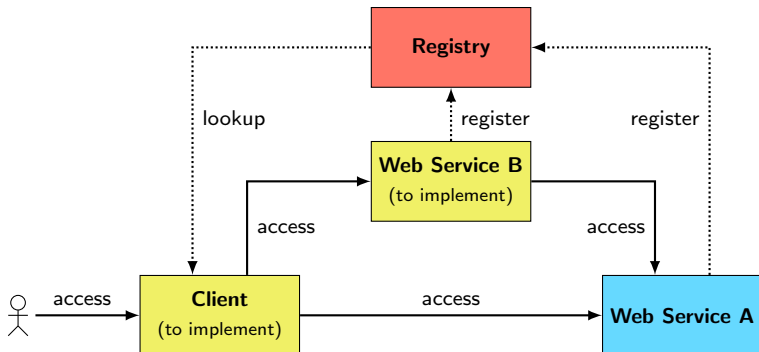 Registry
lookup
register
register
Web Service B
(to implement)
access
access
access
Client
(to implement)
access
Web Service A